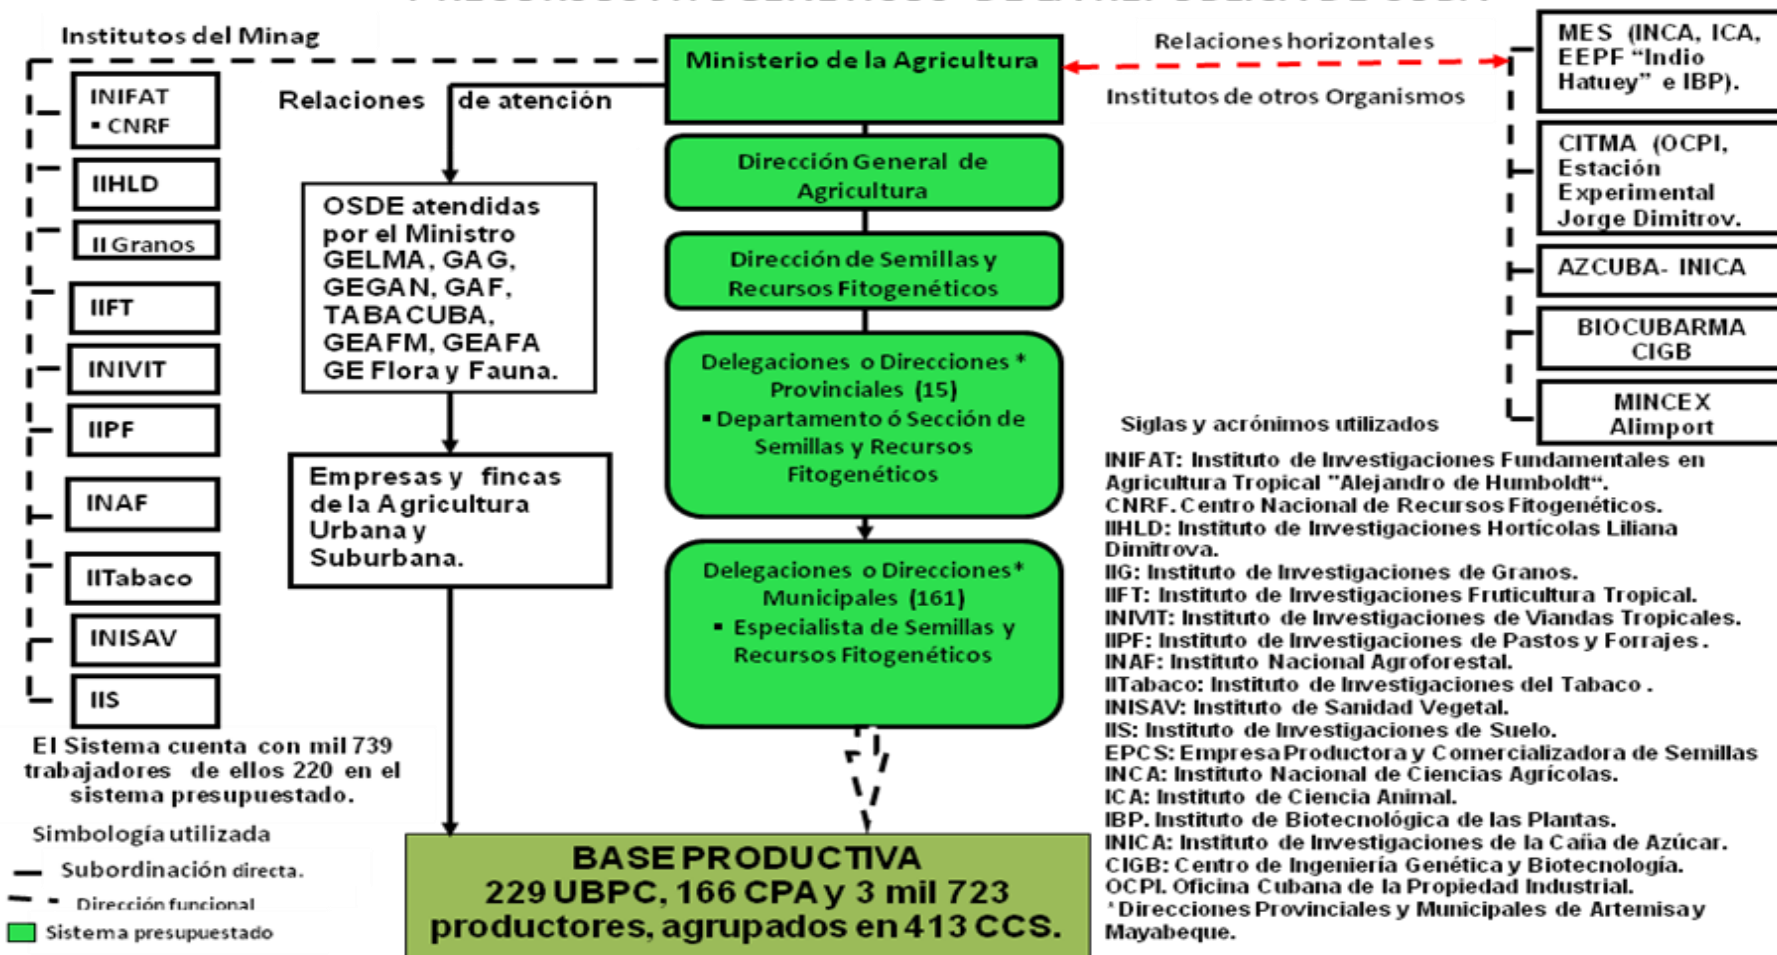 Institutos del Minag
INIFAT
▪ CNRF
IIHLD
II Granos
IIFT
INIVIT
IIPF
INAF
IITabaco
INISAV
IIS
El Sistema cuenta con mil 739
trabajadores de ellos 220 en el
sistema presupuestado.
Simbología utilizada
Subordinación directa.
Dirección funcional
Sistema presupuestado
Relaciones de atención
OSDE atendidas
por el Ministro
GELMA, GAG,
GEGAN, GAF,
TABACUBA,
GEAFM, GEAFA
GE Flora y Fauna.
Empresas y fincas
de la Agricultura
Urbana y
Suburbana.
Ministerio de la Agricultura
Dirección General de
Agricultura
Dirección de Semillas y
Recursos Fitogenéticos
Delegaciones o Direcciones *
Provinciales (15)
▪ Departamento ó Sección de
Semillas y Recursos
Fitogenéticos
Delegaciones o Direcciones*
Municipales (161)
▪ Especialista de Semillas y
Recursos Fitogenéticos
BASE PRODUCTIVA
229 UBPC, 166 CPA y 3 mil 723
productores, agrupados en 413 CCS.
Relaciones horizontales
Institutos de otros Organismos
MES (INCA, ICA,
EEPF “Indio
Hatuey” e IBP).
CITMA (OCPI,
Estación
Experimental
Jorge Dimitrov.
AZCUBA- INICA
BIOCUBARMA
CIGB
MINCEX
Alimport
Siglas y acrónimos utilizados
INIFAT: Instituto de Investigaciones Fundamentales en
Agricultura Tropical "Alejandro de Humboldt“.
CNRF. Centro Nacional de Recursos Fitogenéticos.
IIHLD: Instituto de Investigaciones Hortícolas Liliana
Dimitrova.
IIG: Instituto de Investigaciones de Granos.
IIFT: Instituto de Investigaciones Fruticultura Tropical.
INIVIT: Instituto de Investigaciones de Viandas Tropicales.
IIPF: Instituto de Investigaciones de Pastos y Forrajes .
INAF: Instituto Nacional Agroforestal.
IITabaco: Instituto de Investigaciones del Tabaco .
INISAV: Instituto de Sanidad Vegetal.
IIS: Instituto de Investigaciones de Suelo.
EPCS: Empresa Productora y Comercializadora de Semillas
INCA: Instituto Nacional de Ciencias Agrícolas.
ICA: Instituto de Ciencia Animal.
IBP. Instituto de Biotecnológica de las Plantas.
INICA: Instituto de Investigaciones de la Caña de Azúcar.
CIGB: Centro de Ingeniería Genética y Biotecnología.
OCPI. Oficina Cubana de la Propiedad Industrial.
*Direcciones Provinciales y Municipales de Artemisa y
Mayabeque.